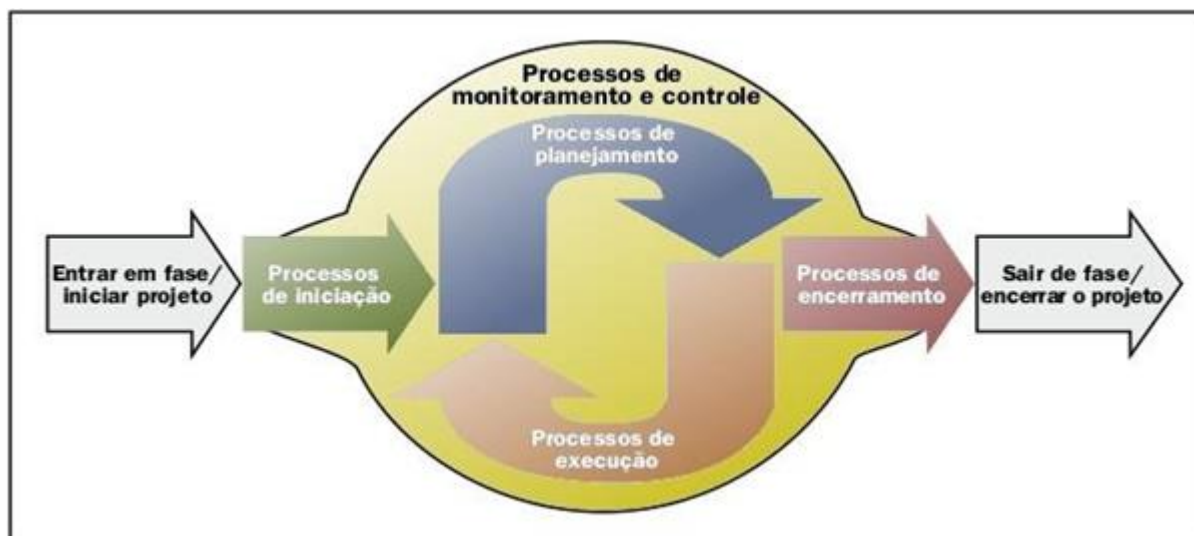 Processos de
monitoramento e controle
Processos de
planejamento
Entrar em fase/
iniciar projeto
Processos
de iniciação
Processos de
encerramento
Sair de fase/
encerrar o projeto
Processos de
execução